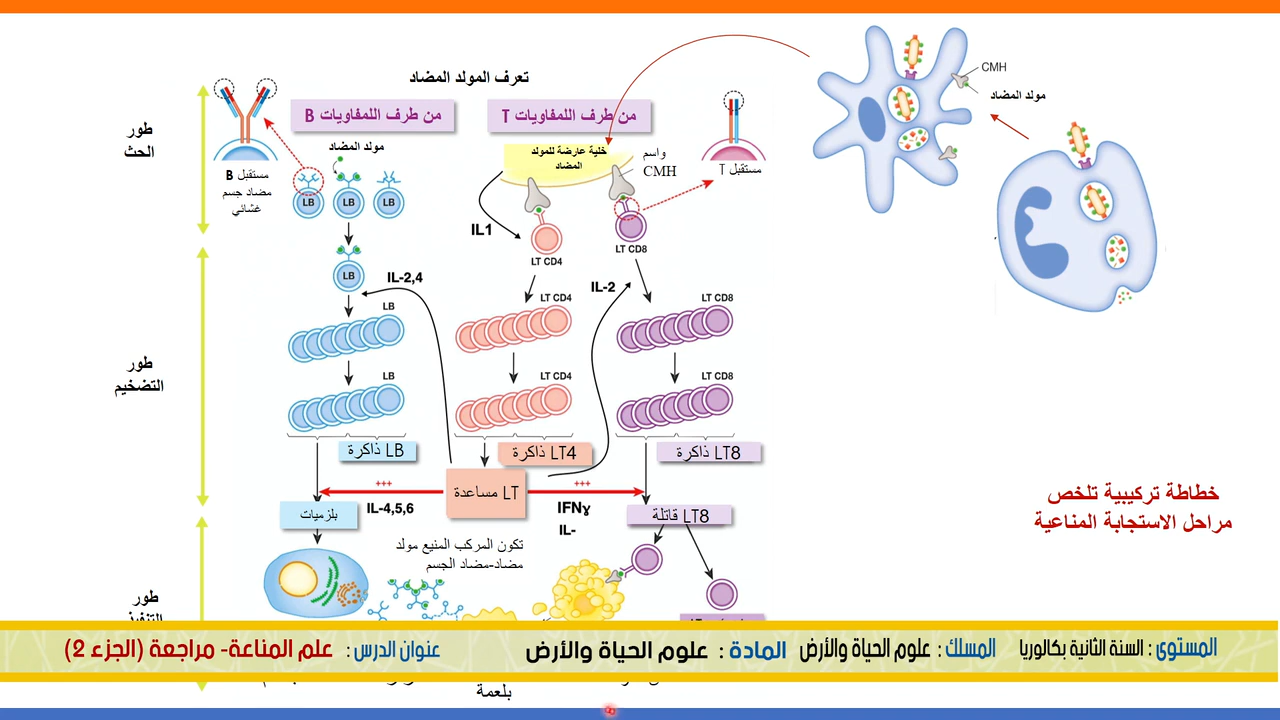 تعرف المولد المضاد
من طرف اللمفاويات B
من طرف اللمفاويات T
CMH
مولد المضاد
طور
الحث
مولد المضاد
خلية عارضة للمولد
المضاد
واسم
CMH
مستقبل T
مستقبل B
مضاد جسم
غشائي
LB
LB
LB
IL1
LT CD4
LT CD8
LB
IL-2,4
IL-2
LB
LT CD4
LT CD8
طور
التضخيم
LB
LT CD4
LT CD8
LB ذاكرة
LT4 ذاكرة
LT8 ذاكرة
LT مساعدة
+++
+++
IL-4,5,6
IFNɣ
IL-
بلزميات
LT8 قاتلة
خطاطة تركيبية تلخص
مراحل الاستجابة المناعية
تكون المركب المنيع مولد
مضاد-مضاد الجسم
طور
المستوى : السنة الثانية بكالوريا المسلك : علوم الحياة والأرض المادة : علوم الحياة والأرض عنوان الدرس : علم المناعة- مراجعة (الجزء 2)
بلعمة